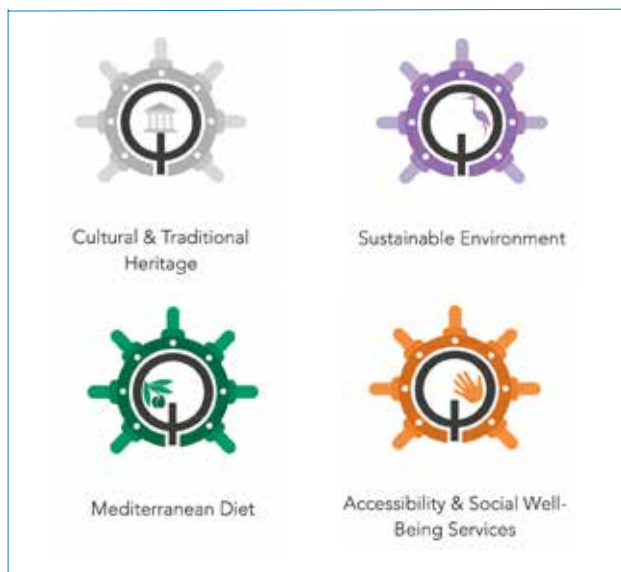 Cultural & Traditional
Heritage
Sustainable Environment
Mediterranean Diet
Accessibility & Social Well-
Being Services